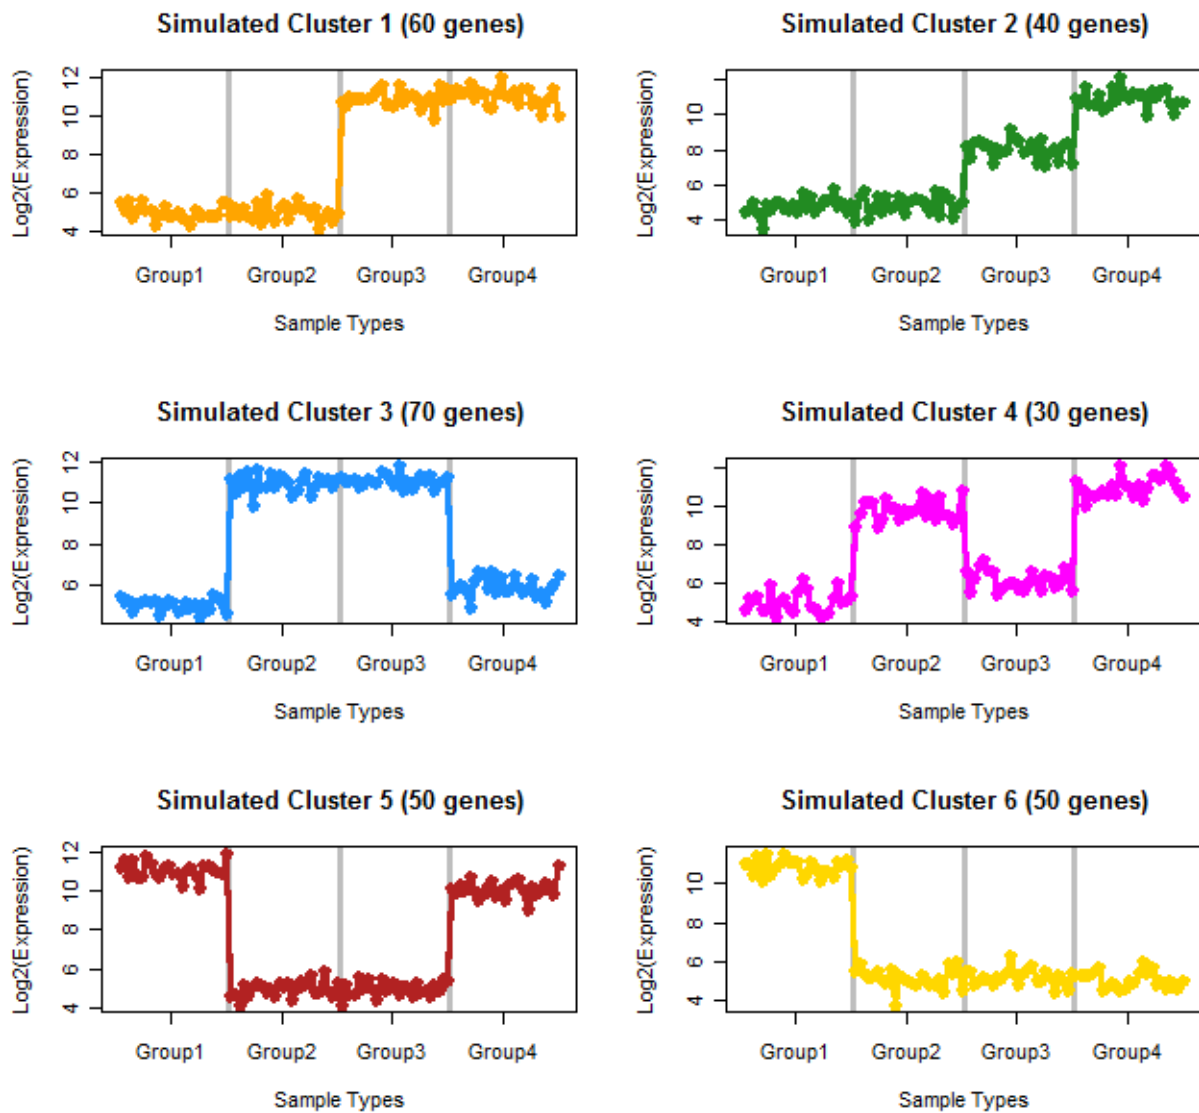 Simulated Cluster 1 (60 genes)
Log2(Expression)
12
10
8
6
4
Group1 Group2 Group3 Group4
Sample Types
Simulated Cluster 2 (40 genes)
Log2(Expression)
10
8
6
4
Group1 Group2 Group3 Group4
Sample Types
Simulated Cluster 3 (70 genes)
Log2(Expression)
12
10
8
6
Group1 Group2 Group3 Group4
Sample Types
Simulated Cluster 4 (30 genes)
Log2(Expression)
10
8
6
4
Group1 Group2 Group3 Group4
Sample Types
Simulated Cluster 5 (50 genes)
Log2(Expression)
12
10
8
6
4
Group1 Group2 Group3 Group4
Sample Types
Simulated Cluster 6 (50 genes)
Log2(Expression)
10
8
6
4
Group1 Group2 Group3 Group4
Sample Types